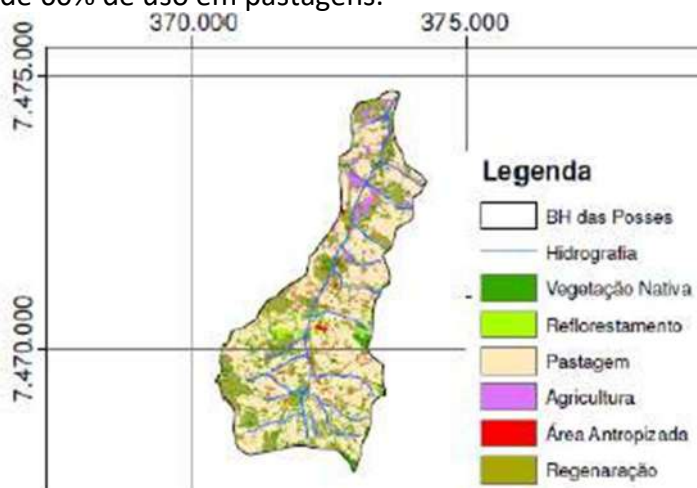 de 60% de uso em pastagens.
370.000 375.000
7.475.000
7.470.000
Legenda
BH das Posses
Hidrografia
Vegetação Nativa
Reflorestamento
Pastagem
Agricultura
Área Antropizada
Regenaração